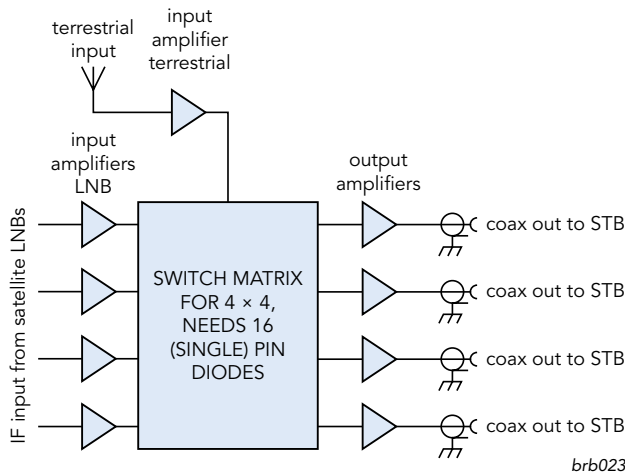 terrestrial
input
input
amplifier
terrestrial
input
amplifiers
LNB
output
amplifiers
IF input from satellite LNBs
SWITCH MATRIX
FOR 4 × 4,
NEEDS 16
(SINGLE) PIN
DIODES
coax out to STB
coax out to STB
coax out to STB
coax out to STB
brb023